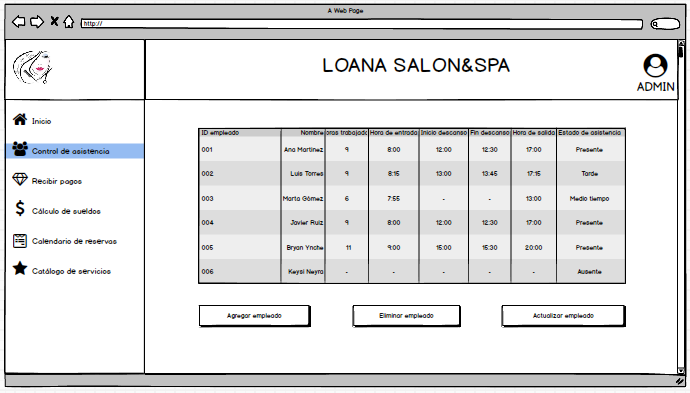 A Web Page
http://
LOANA SALON&SPA
ADMIN
Inicio
Control de asistencia
Recibir pagos
Cálculo de sueldos
Calendario de reservas
Catálogo de servicios
ID empleado Nombre oras trabajado Hora de entrada Inicio descanso Fin descanso Hora de salida Estado de asistencia
001 Ana Martínez 9 8:00 12:00 12:30 17:00 Presente
002 Luis Torres 9 8:15 13:00 13:45 17:15 Tarde
003 Marta Gómez 6 7:55 - - 13:00 Medio tiempo
004 Javier Ruiz 9 8:00 12:00 12:30 17:00 Presente
005 Bryan Ynche 11 9:00 15:00 15:30 20:00 Presente
006 Keysi Neyra - - - - - Ausente
Agregar empleado
Eliminar empleado
Actualizar empleado